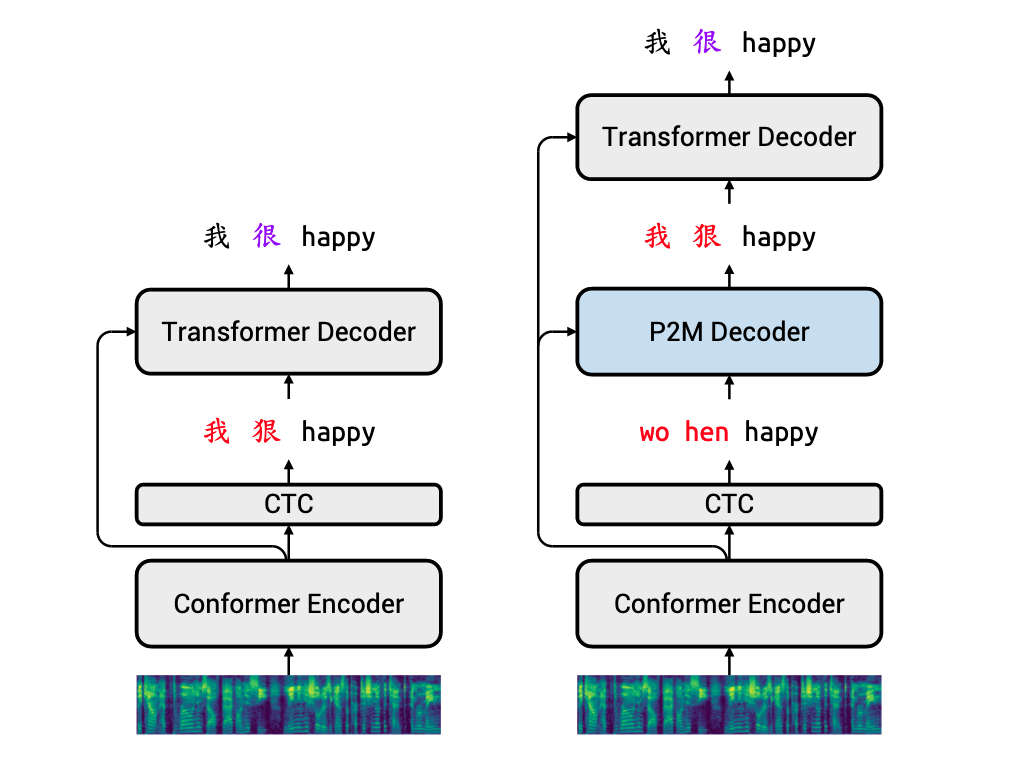 我 很 happy
Transformer Decoder
我 狠 happy
CTC
Conformer Encoder
我 很 happy
Transformer Decoder
我 狠 happy
P2M Decoder
wo hen happy
CTC
Conformer Encoder